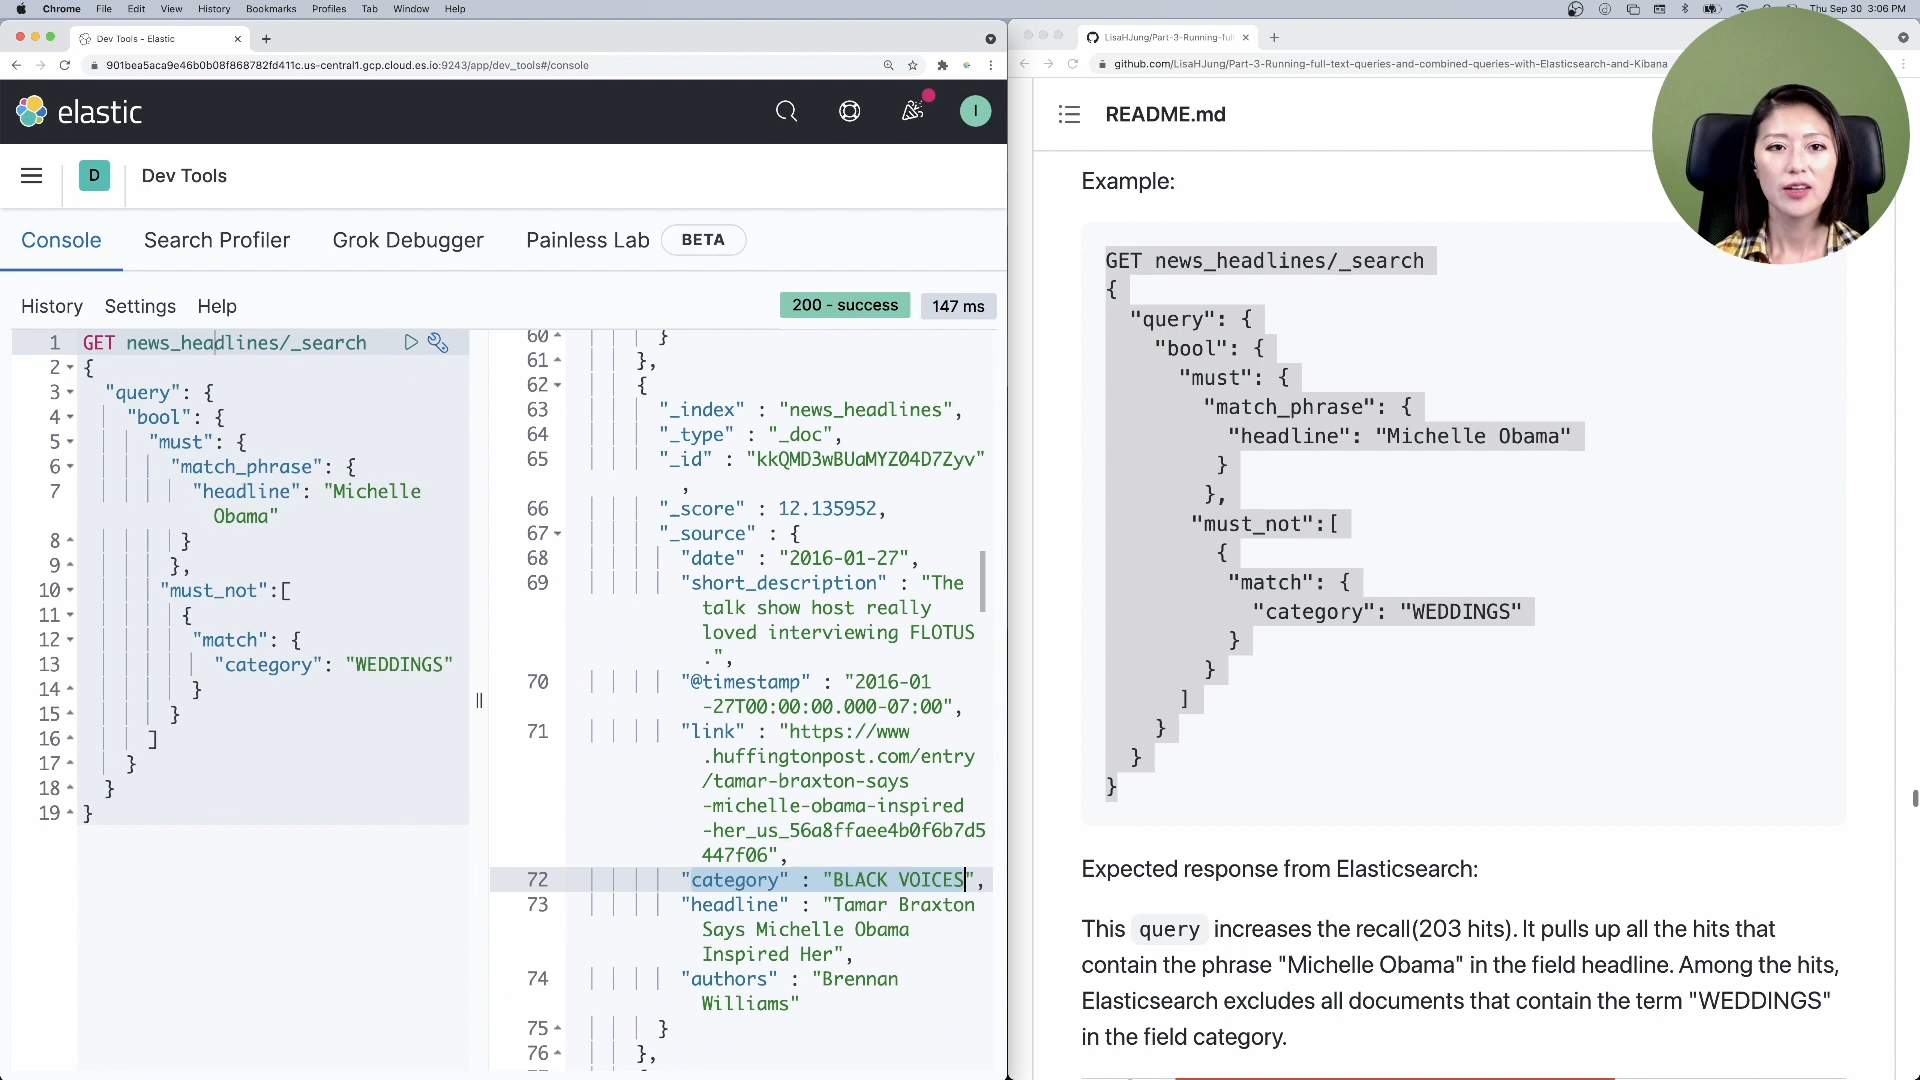 Chrome File Edit View History Bookmarks Profiles Tab Window Help
Thu Sep 30 3:06 PM
Dev Tools - Elastic
901bea5aca9e46b0b08f868782fd411c.us-central1.gcp.cloud.es.io:9243/app/dev_tools#/console
elastic
I
D
Dev Tools
Console
Search Profiler
Grok Debugger
Painless Lab
BETA
History
Settings
Help
200 - success
147 ms
1 GET news_headlines/_search
2 {
3 "query": {
4 "bool": {
5 "must": {
6 "match_phrase": {
7 "headline": "Michelle
Obama"
8 }
9 },
10 "must_not":[
11 {
12 "match": {
13 "category": "WEDDINGS"
14 }
15 }
16 ]
17 }
18 }
19 }
60 }
61 },
62 {
63 "_index" : "news_headlines",
64 "_type" : "_doc",
65 "_id" : "kkQMD3wBUaMYZ04D7Zyv"
,
66 "_score" : 12.135952,
67 "_source" : {
68 "date" : "2016-01-27",
69 "short_description" : "The
talk show host really
loved interviewing FLOTUS
.",
70 "@timestamp" : "2016-01
-27T00:00:00.000-07:00",
71 "link" : "https://www
.huffingtonpost.com/entry
/tamar-braxton-says
-michelle-obama-inspired
-her_us_56a8ffaee4b0f6b7d5
447f06",
72 "category" : "BLACK VOICES",
73 "headline" : "Tamar Braxton
Says Michelle Obama
Inspired Her",
74 "authors" : "Brennan
Williams"
75 }
76 },
LisaHJung/Part-3-Running-full
github.com/LisaHJung/Part-3-Running-full-text-queries-and-combined-queries-with-Elasticsearch-and-Kibana
README.md
Example:
GET news_headlines/_search
{
"query": {
"bool": {
"must": {
"match_phrase": {
"headline": "Michelle Obama"
}
},
"must_not":[
{
"match": {
"category": "WEDDINGS"
}
}
]
}
}
}
Expected response from Elasticsearch:
This query increases the recall(203 hits). It pulls up all the hits that
contain the phrase "Michelle Obama" in the field headline. Among the hits,
Elasticsearch excludes all documents that contain the term "WEDDINGS"
in the field category.